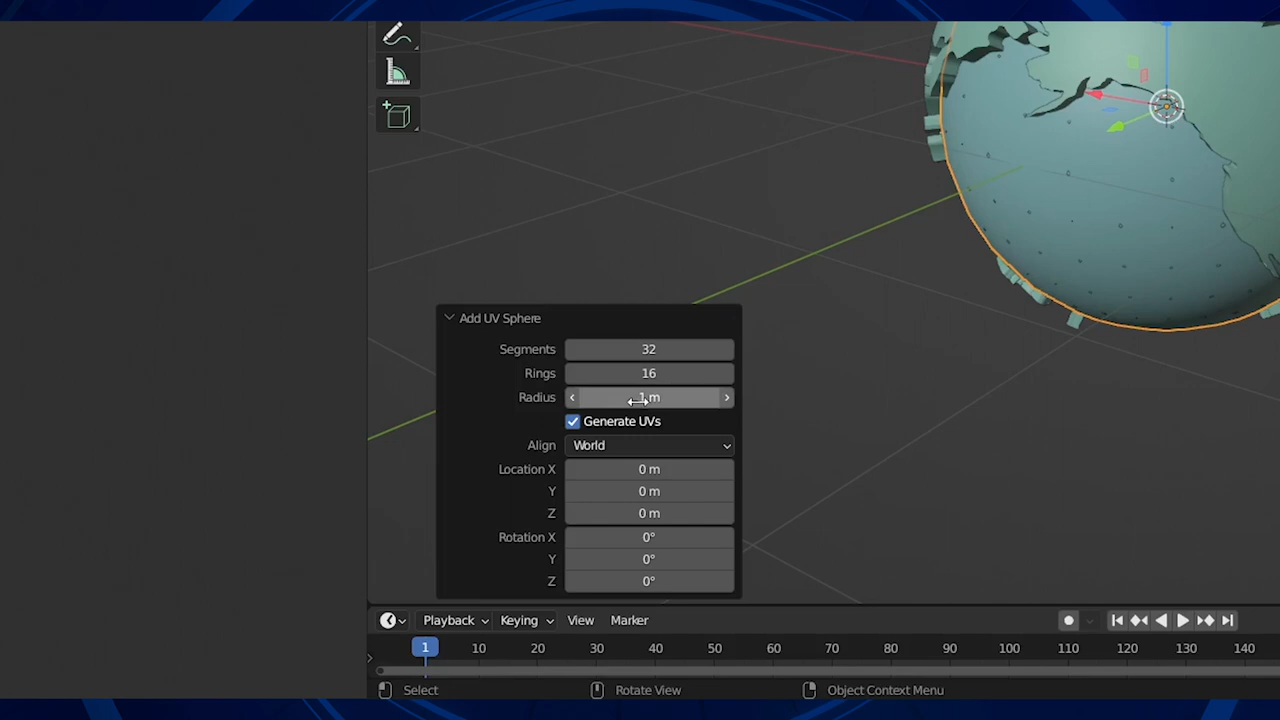 Add UV Sphere
Segments 32
Rings 16
Radius 1 m
Generate UVs
Align World
Location X 0 m
Y 0 m
Z 0 m
Rotation X 0°
Y 0°
Z 0°
Playback Keying View Marker
1 10 20 30 40 50 60 70 80 90 100 110 120 130 140
Select Rotate View Object Context Menu